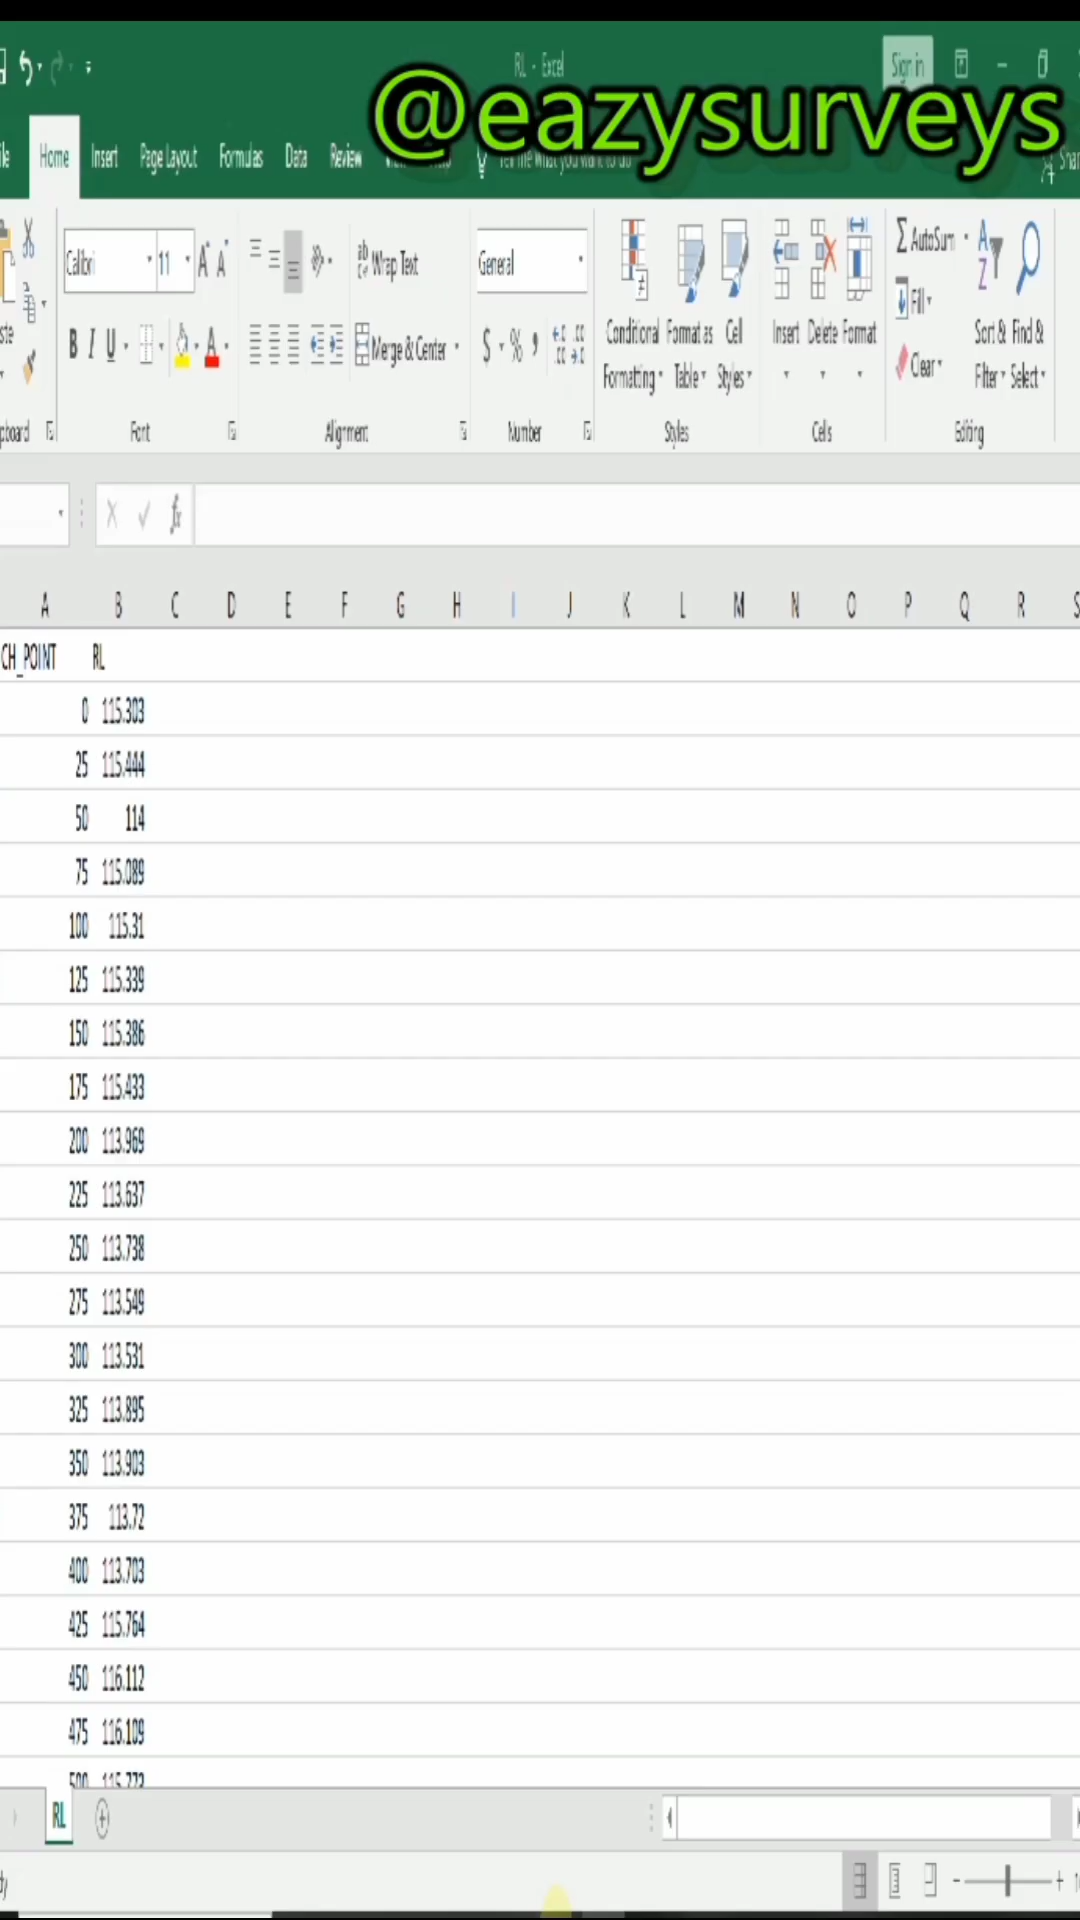 RL - Excel
Sign in
@eazysurveys
Home Insert Page Layout Formulas Data Review
Calibri 11
Wrap Text
General
AutoSum
Fill
Clear
B I U
Merge & Center
$ % ,
Conditional Formatting
Format as Table
Cell Styles
Insert Delete Format
Sort & Filter
Find & Select
Font Alignment Number Styles Cells Editing
fx
A B C D E F G H I J K L M N O P Q R S
CH_POINT RL
0 115.303
25 115.444
50 114
75 115.089
100 115.31
125 115.339
150 115.386
175 115.433
200 113.969
225 113.637
250 113.738
275 113.549
300 113.531
325 113.895
350 113.903
375 113.72
400 113.703
425 115.764
450 116.112
475 116.109
500 115.773
RL